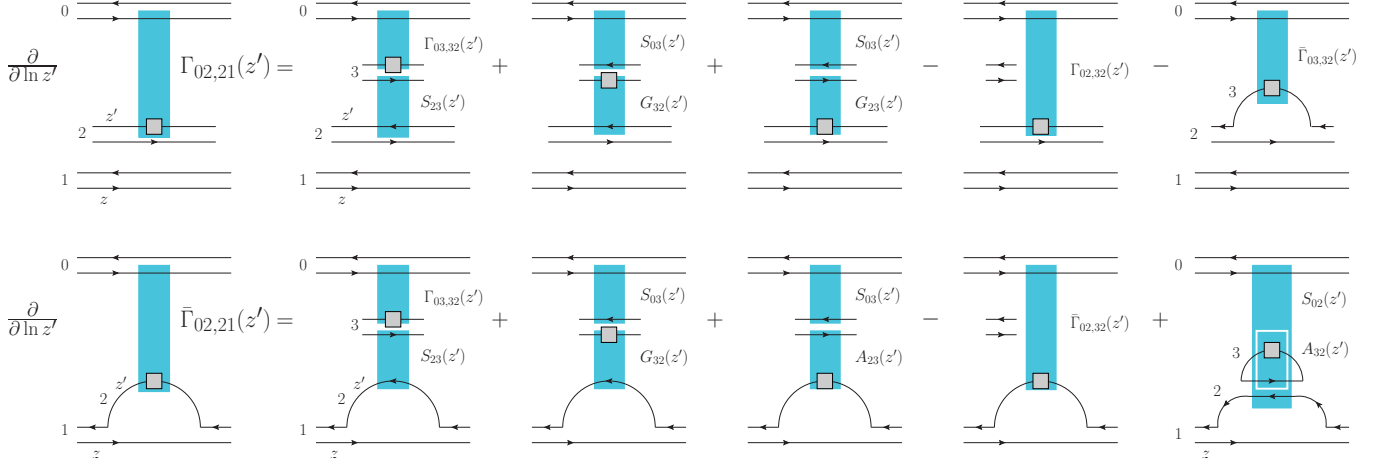 0 0 0 0
∂/∂ln z′ Γ02,21(z′) = 3 Γ03,32(z′) S23(z′) + S03(z′) G32(z′) + S03(z′) G23(z′) − Γ02,32(z′) − 3 Γ̄03,32(z′)
2 z′ 2 z′ 2
1 1 1
z z
0 0 0 0
∂/∂ln z′ Γ̄02,21(z′) = 3 Γ03,32(z′) S23(z′) + S03(z′) G32(z′) + S03(z′) A23(z′) − Γ̄02,32(z′) + S02(z′) 3 A32(z′)
2 z′ 2 z′ 2
1 1 1
z z z